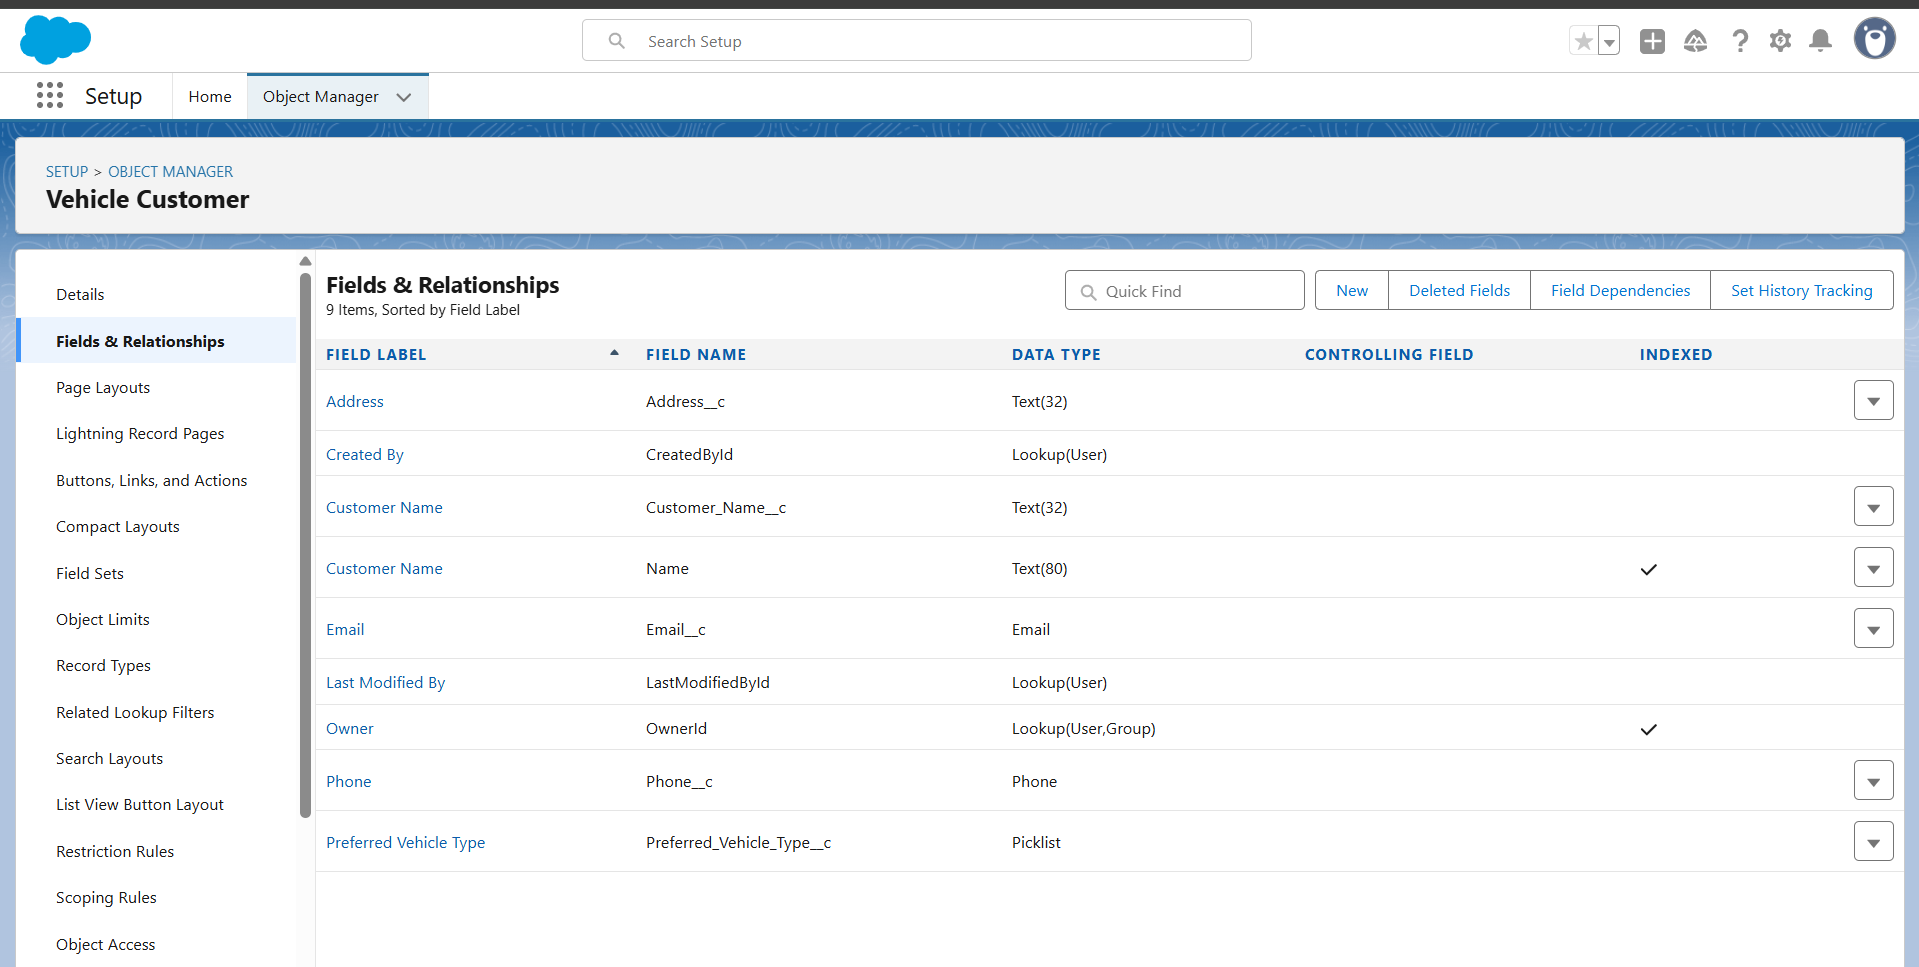 Search Setup
Setup
Home
Object Manager
SETUP > OBJECT MANAGER
Vehicle Customer
Details
Fields & Relationships
Page Layouts
Lightning Record Pages
Buttons, Links, and Actions
Compact Layouts
Field Sets
Object Limits
Record Types
Related Lookup Filters
Search Layouts
List View Button Layout
Restriction Rules
Scoping Rules
Object Access
Fields & Relationships
9 Items, Sorted by Field Label
Quick Find
New
Deleted Fields
Field Dependencies
Set History Tracking
FIELD LABEL FIELD NAME DATA TYPE CONTROLLING FIELD INDEXED
Address Address__c Text(32)
Created By CreatedById Lookup(User)
Customer Name Customer_Name__c Text(32)
Customer Name Name Text(80)
Email Email__c Email
Last Modified By LastModifiedById Lookup(User)
Owner OwnerId Lookup(User,Group)
Phone Phone__c Phone
Preferred Vehicle Type Preferred_Vehicle_Type__c Picklist